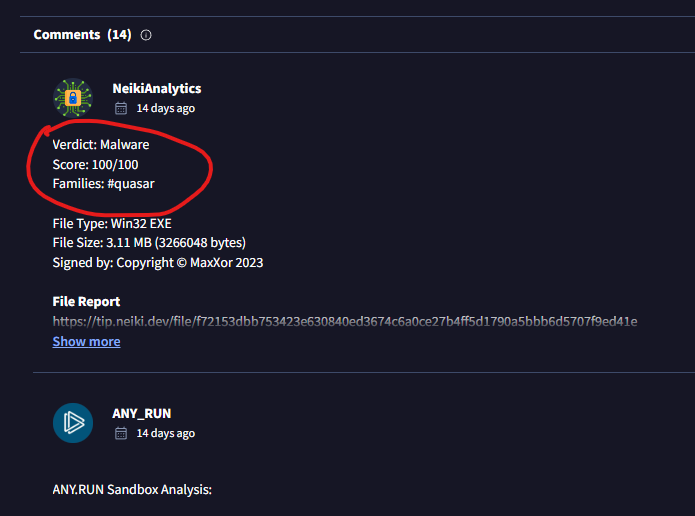 Comments (14)
NeikiAnalytics
14 days ago
Verdict: Malware
Score: 100/100
Families: #quasar
File Type: Win32 EXE
File Size: 3.11 MB (3266048 bytes)
Signed by: Copyright © MaxXor 2023
File Report
https://tip.neiki.dev/file/f72153dbb753423e630840ed3674c6a0ce27b4ff5d1790a5bbb6d5707f9ed41e
Show more
ANY_RUN
14 days ago
ANY.RUN Sandbox Analysis: